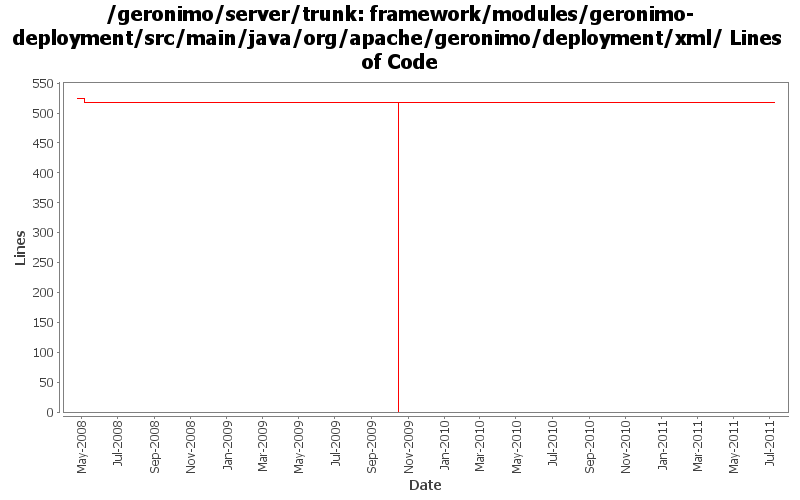 /geronimo/server/trunk: framework/modules/geronimo-
deployment/src/main/java/org/apache/geronimo/deployment/xml/ Lines
of Code
550
500
450
400
350
300
250
200
150
100
50
0
Lines
May-2008
Jul-2008
Sep-2008
Nov-2008
Jan-2009
Mar-2009
May-2009
Jul-2009
Sep-2009
Nov-2009
Jan-2010
Mar-2010
May-2010
Jul-2010
Sep-2010
Nov-2010
Jan-2011
Mar-2011
May-2011
Jul-2011
Date